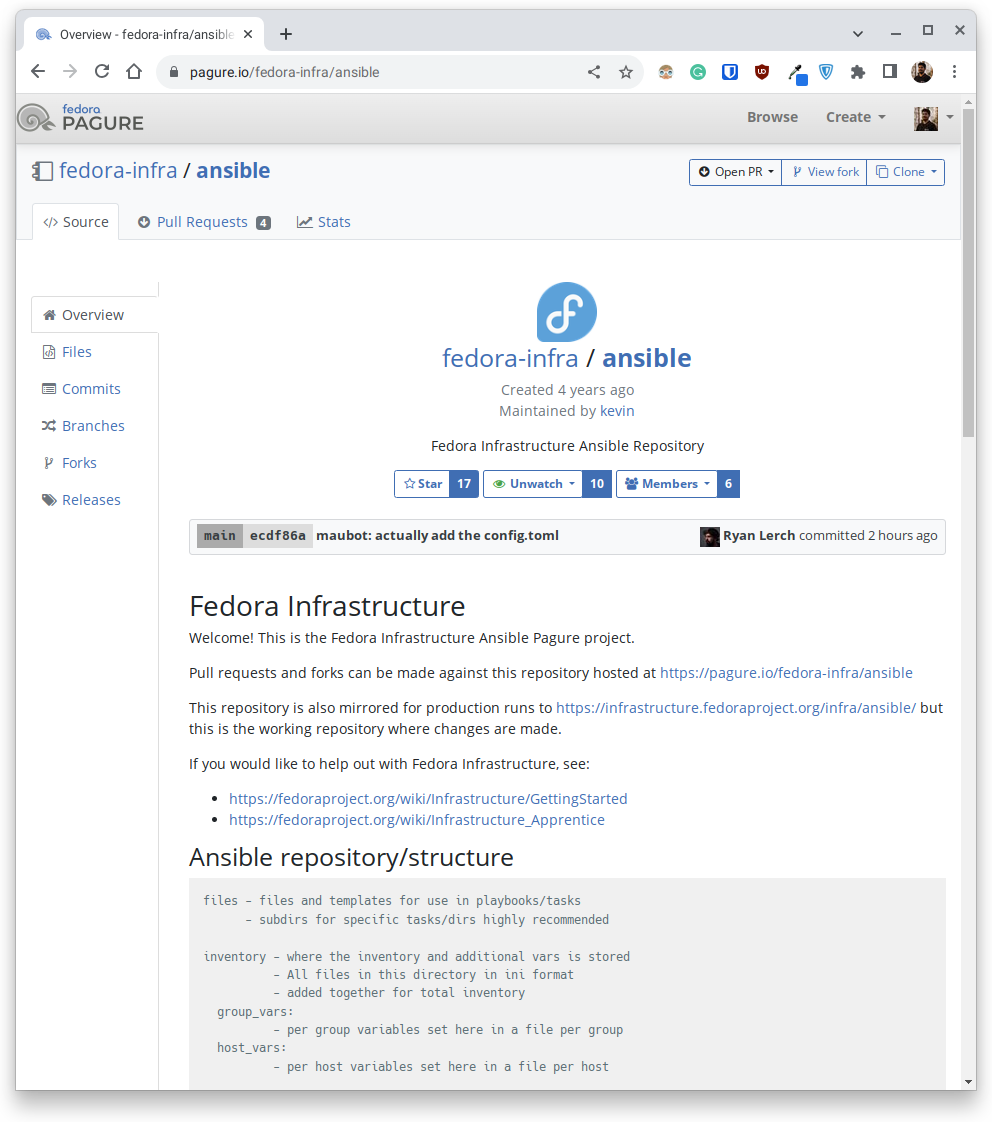 Overview - fedora-infra/ansible
pagure.io/fedora-infra/ansible
fedora
PAGURE
Browse Create
fedora-infra / ansible
Open PR View fork Clone
Source Pull Requests 4 Stats
Overview
Files
Commits
Branches
Forks
Releases
fedora-infra / ansible
Created 4 years ago
Maintained by kevin
Fedora Infrastructure Ansible Repository
Star 17 Unwatch 10 Members 6
main ecdf86a maubot: actually add the config.toml Ryan Lerch committed 2 hours ago
Fedora Infrastructure
Welcome! This is the Fedora Infrastructure Ansible Pagure project.
Pull requests and forks can be made against this repository hosted at https://pagure.io/fedora-infra/ansible
This repository is also mirrored for production runs to https://infrastructure.fedoraproject.org/infra/ansible/ but
this is the working repository where changes are made.
If you would like to help out with Fedora Infrastructure, see:
• https://fedoraproject.org/wiki/Infrastructure/GettingStarted
• https://fedoraproject.org/wiki/Infrastructure_Apprentice
Ansible repository/structure
files - files and templates for use in playbooks/tasks
- subdirs for specific tasks/dirs highly recommended
inventory - where the inventory and additional vars is stored
- All files in this directory in ini format
- added together for total inventory
group_vars:
- per group variables set here in a file per group
host_vars:
- per host variables set here in a file per host